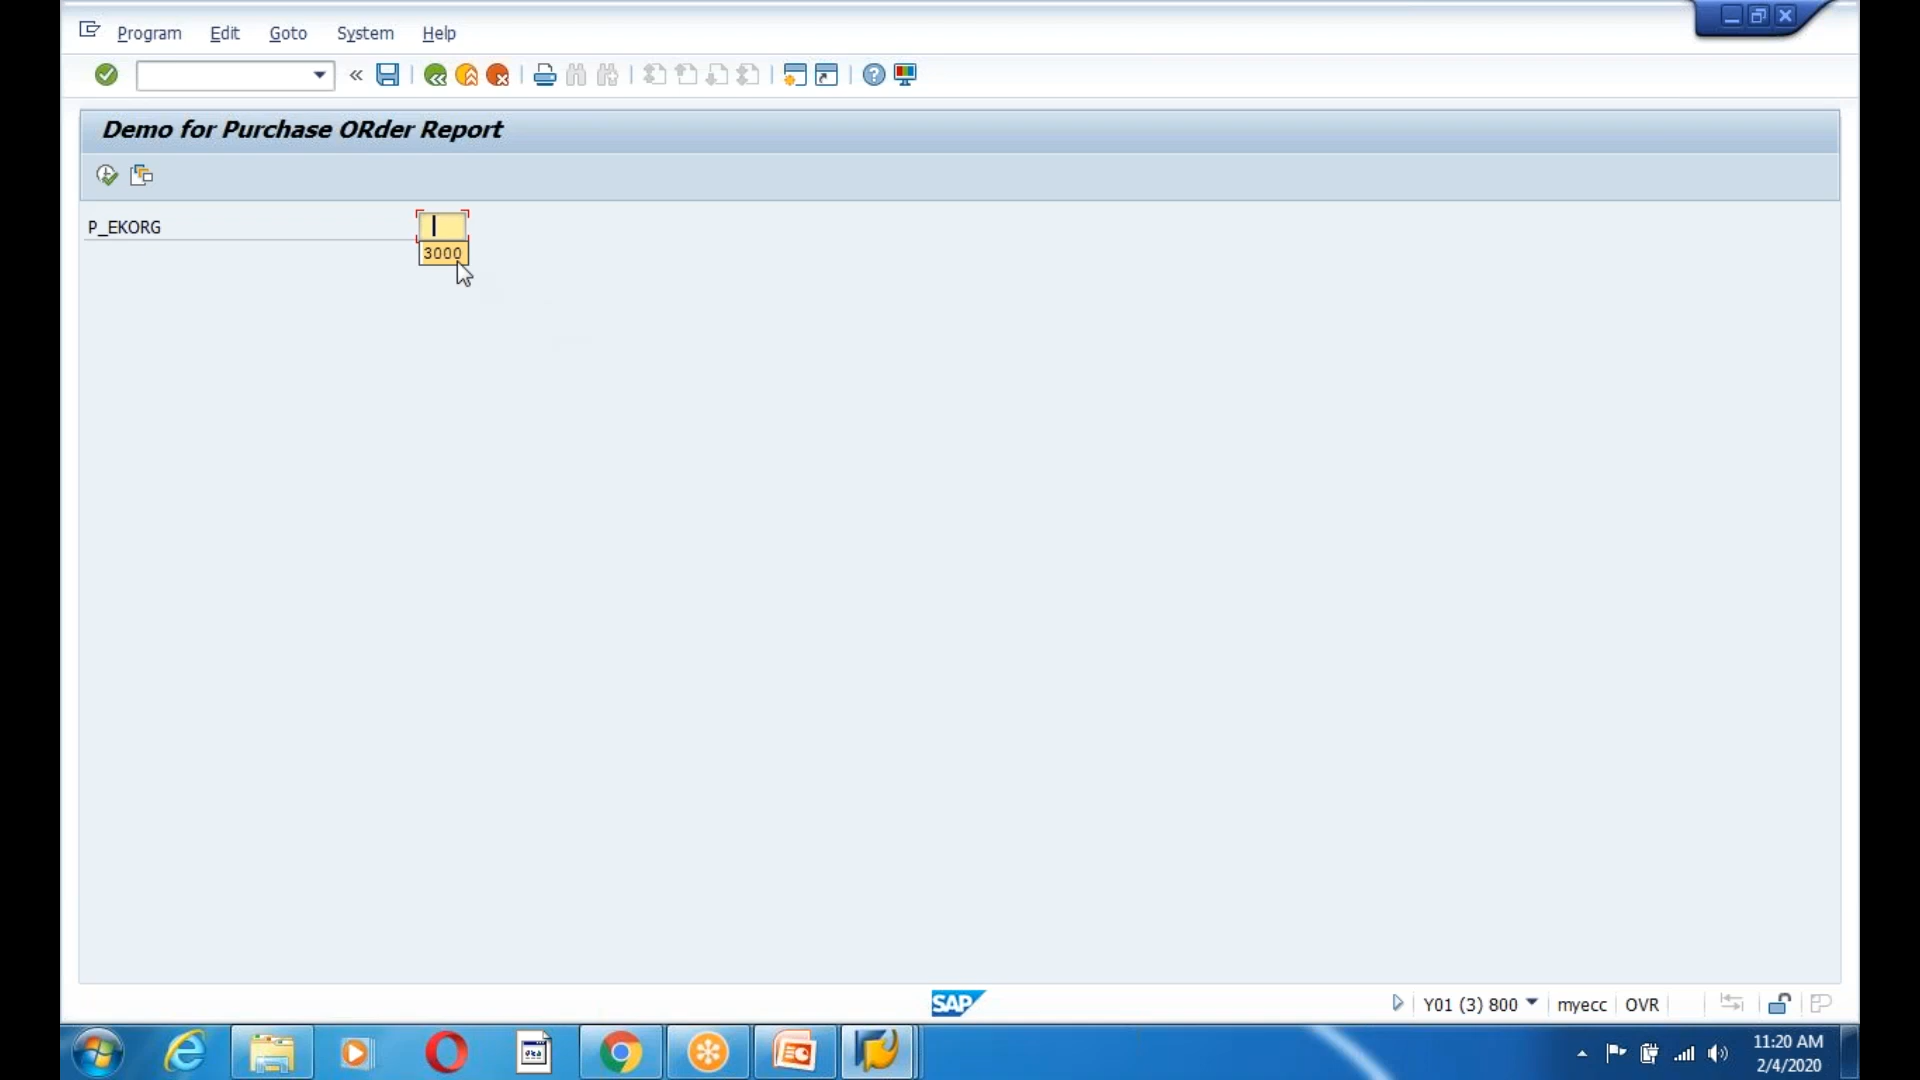 Program Edit Goto System Help
Demo for Purchase ORder Report
P_EKORG
3000
SAP
Y01 (3) 800 myecc OVR
11:20 AM
2/4/2020